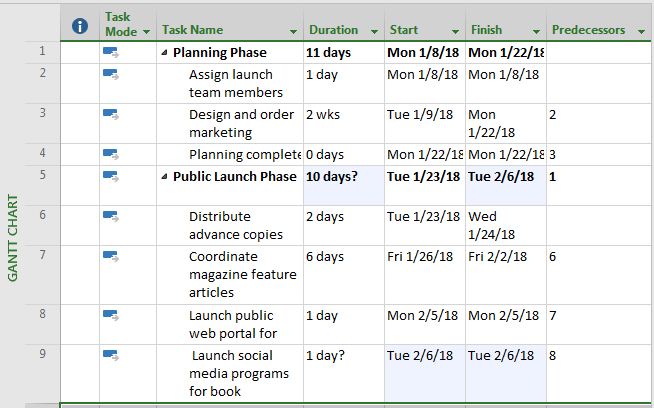 Task Mode Task Name Duration Start Finish Predecessors
1 Planning Phase 11 days Mon 1/8/18 Mon 1/22/18
2 Assign launch 1 day Mon 1/8/18 Mon 1/8/18
team members
3 Design and order 2 wks Tue 1/9/18 Mon 2
marketing 1/22/18
4 Planning complete 0 days Mon 1/22/18 Mon 1/22/18 3
5 Public Launch Phase 10 days? Tue 1/23/18 Tue 2/6/18 1
6 Distribute 2 days Tue 1/23/18 Wed
advance copies 1/24/18
7 Coordinate 6 days Fri 1/26/18 Fri 2/2/18 6
magazine feature
articles
8 Launch public 1 day Mon 2/5/18 Mon 2/5/18 7
web portal for
9 Launch social 1 day? Tue 2/6/18 Tue 2/6/18 8
media programs
for book
GANTT CHART